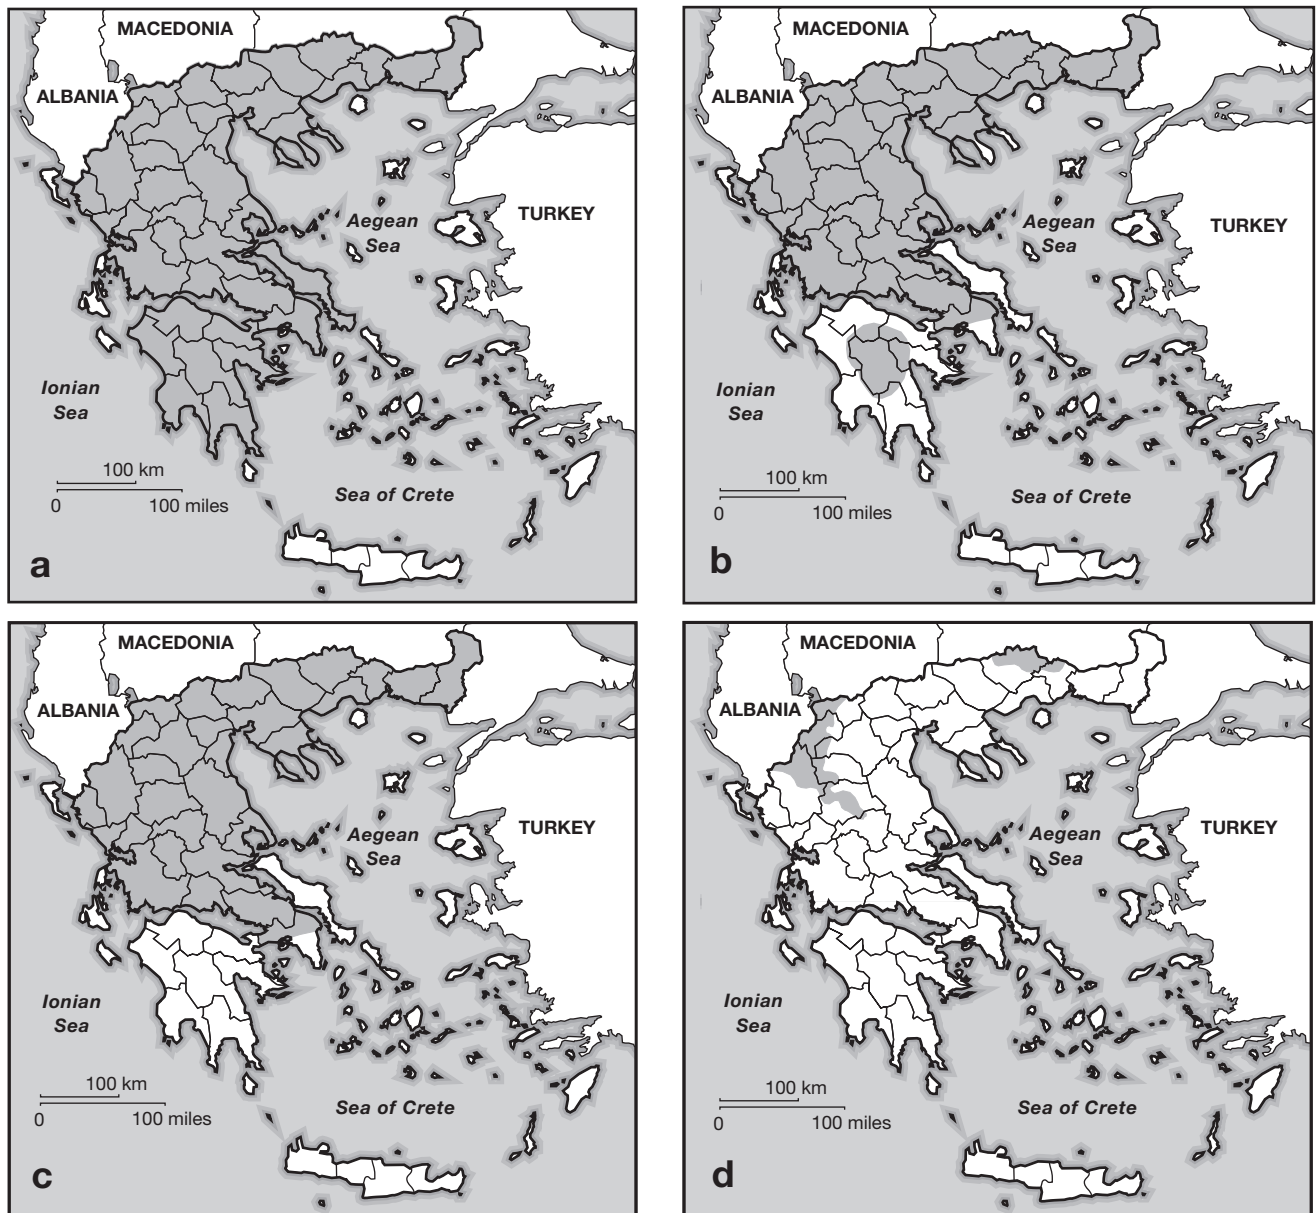 MACEDONIA
ALBANIA
TURKEY
Aegean
Sea
Ionian
Sea
100 km
0 100 miles
Sea of Crete
a
MACEDONIA
ALBANIA
TURKEY
Aegean
Sea
Ionian
Sea
100 km
0 100 miles
Sea of Crete
b
MACEDONIA
ALBANIA
TURKEY
Aegean
Sea
Ionian
Sea
100 km
0 100 miles
Sea of Crete
c
MACEDONIA
ALBANIA
TURKEY
Aegean
Sea
Ionian
Sea
100 km
0 100 miles
Sea of Crete
d